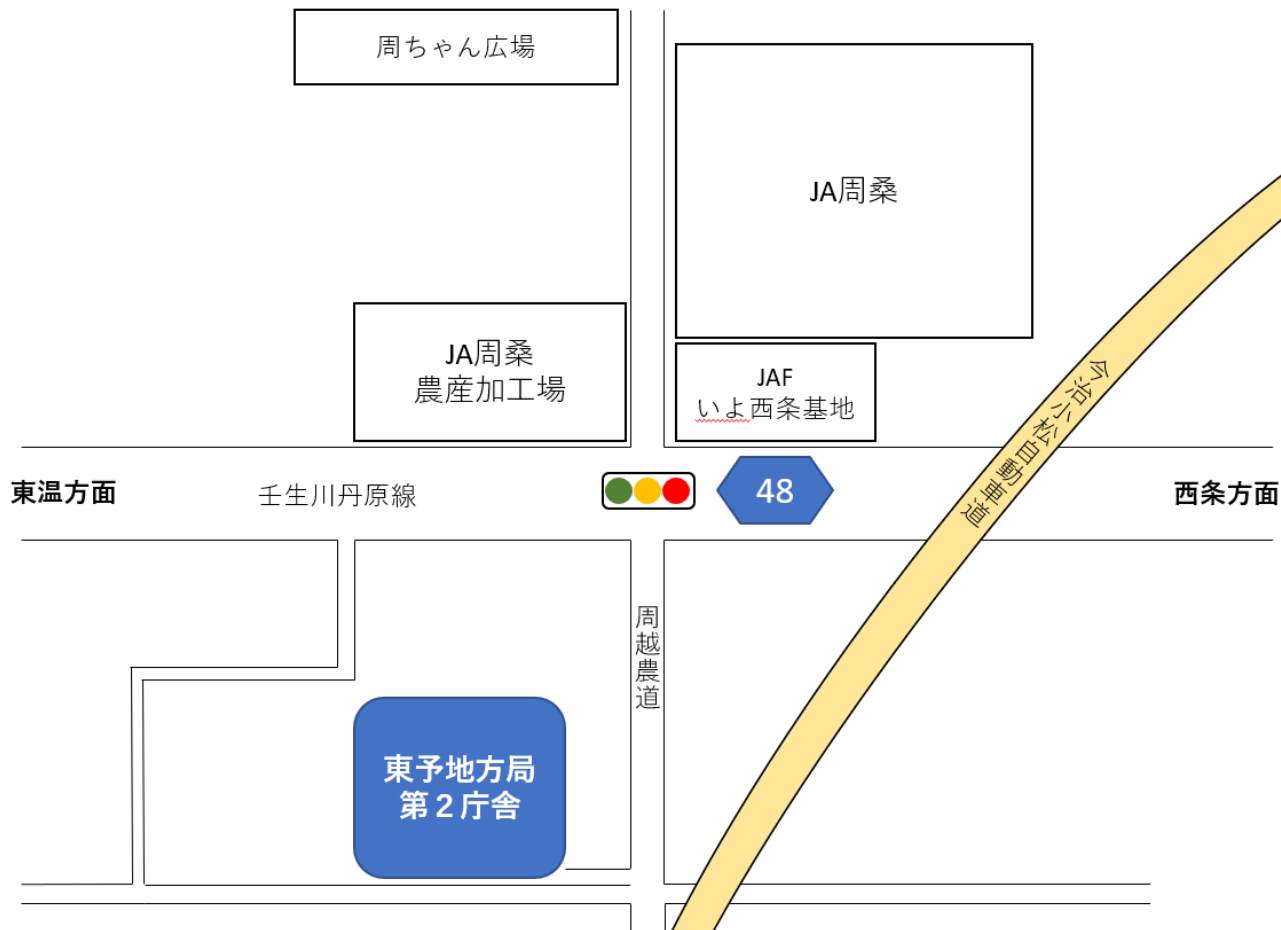 周ちゃん広場
JA周桑
JA周桑
農産加工場
JAF
いよ西条基地
今治小松自動車道
東温方面
壬生川丹原線
48
西条方面
周越農道
東予地方局
第２庁舎